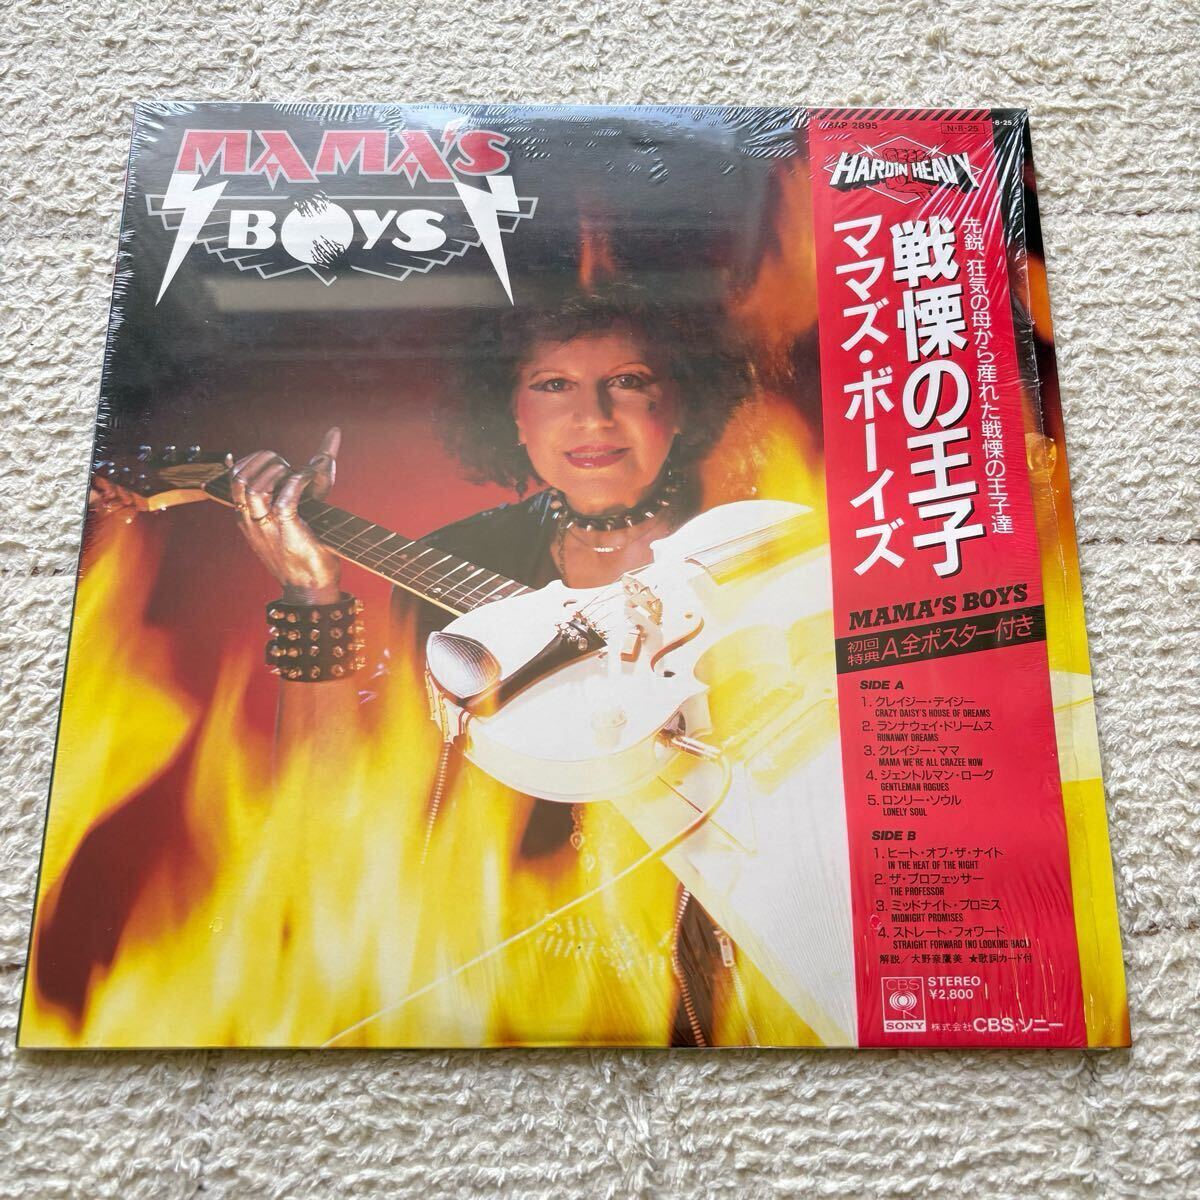 MAMA'S
BOYS
AP 2895
N・8・25
・8・25
HARD'N HEAVY
先鋭、狂気の母から産れた戦慄の王子達
戦慄の王子
ママズ・ボーイズ
MAMA'S BOYS
初回特典 A全ポスター付き
SIDE A
1. クレイジー・デイジー
CRAZY DAISY'S HOUSE OF DREAMS
2. ランナウェイ・ドリームス
RUNAWAY DREAMS
3. クレイジー・ママ
MAMA WE'RE ALL CRAZEE NOW
4. ジェントルマン・ローグ
GENTLEMAN ROGUES
5. ロンリー・ソウル
LONELY SOUL
SIDE B
1. ヒート・オブ・ザ・ナイト
IN THE HEAT OF THE NIGHT
2. ザ・プロフェッサー
THE PROFESSOR
3. ミッドナイト・プロミス
MIDNIGHT PROMISES
4. ストレート・フォワード
STRAIGHT FORWARD (NO LOOKING BACK)
解説／大野奈鷹美 ★歌詞カード付
CBS
SONY
STEREO
¥2,800
株式会社 CBS・ソニー